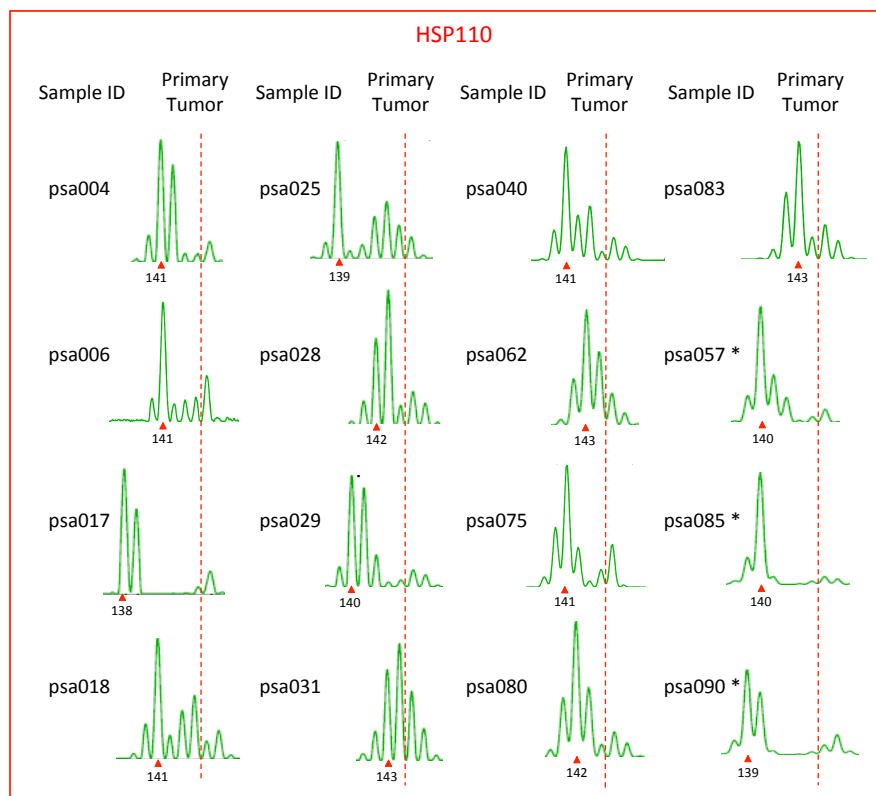 HSP110
Sample ID Primary Tumor Sample ID Primary Tumor Sample ID Primary Tumor Sample ID Primary Tumor
psa004 psa025 psa040 psa083
141 139 141 143
psa006 psa028 psa062 psa057 *
141 142 143 140
psa017 psa029 psa075 psa085 *
138 140 141 140
psa018 psa031 psa080 psa090 *
141 143 142 139